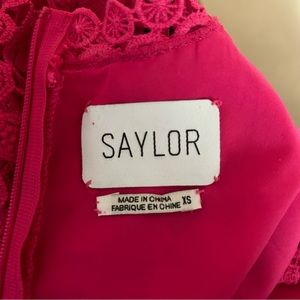 SAYLOR
MADE IN CHINA
FABRIQUE EN CHINE
XS